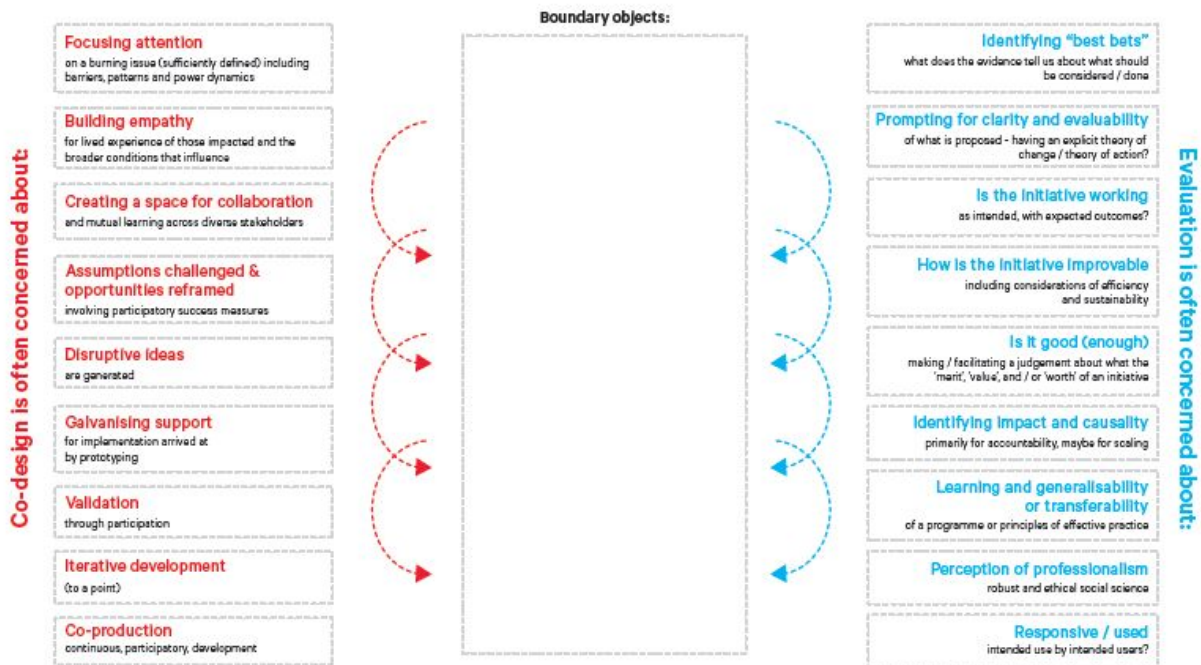 Boundary objects:
Co-design is often concerned about:
Focusing attention
on a burning issue (sufficiently defined) including
barriers, patterns and power dynamics
Building empathy
for lived experience of those impacted and the
broader conditions that influence
Creating a space for collaboration
and mutual learning across diverse stakeholders
Assumptions challenged &
opportunities reframed
involving participatory success measures
Disruptive ideas
are generated
Galvanising support
for implementation arrived at
by prototyping
Validation
through participation
Iterative development
(to a point)
Co-production
continuous, participatory, development
Identifying “best bets”
what does the evidence tell us about what should
be considered / done
Prompting for clarity and evaluability
of what is proposed - having an explicit theory of
change / theory of action?
Is the initiative working
as intended, with expected outcomes?
How is the initiative improvable
including considerations of efficiency
and sustainability
Is it good (enough)
making / facilitating a judgement about what the
'merit', 'value', and / or 'worth' of an initiative
Identifying impact and causality
primarily for accountability, maybe for scaling
Learning and generalisability
or transferability
of a programme or principles of effective practice
Perception of professionalism
robust and ethical social science
Responsive / used
intended use by intended users?
Evaluation is often concerned about: